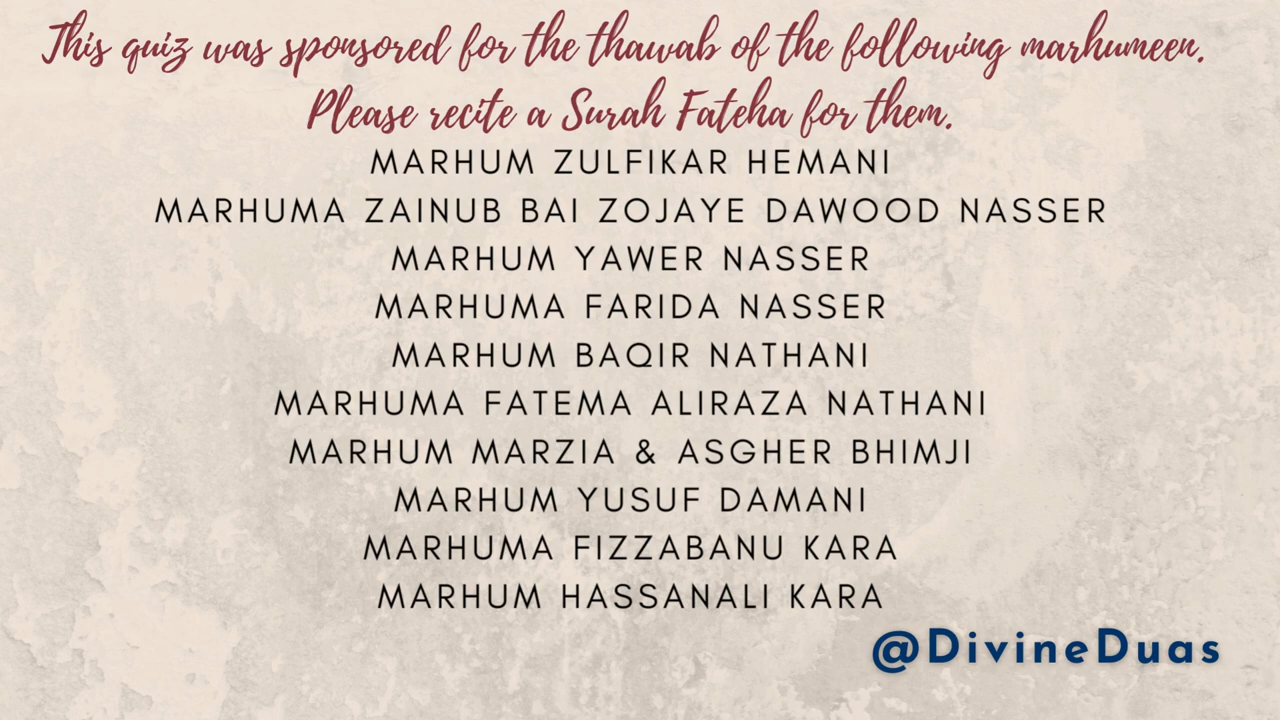 This quiz was sponsored for the thawab of the following marhumeen.
Please recite a Surah Fateha for them.
MARHUM ZULFIKAR HEMANI
MARHUMA ZAINUB BAI ZOJAYE DAWOOD NASSER
MARHUM YAWER NASSER
MARHUMA FARIDA NASSER
MARHUM BAQIR NATHANI
MARHUMA FATEMA ALIRAZA NATHANI
MARHUM MARZIA & ASGHER BHIMJI
MARHUM YUSUF DAMANI
MARHUMA FIZZABANU KARA
MARHUM HASSANALI KARA
@DivineDuas